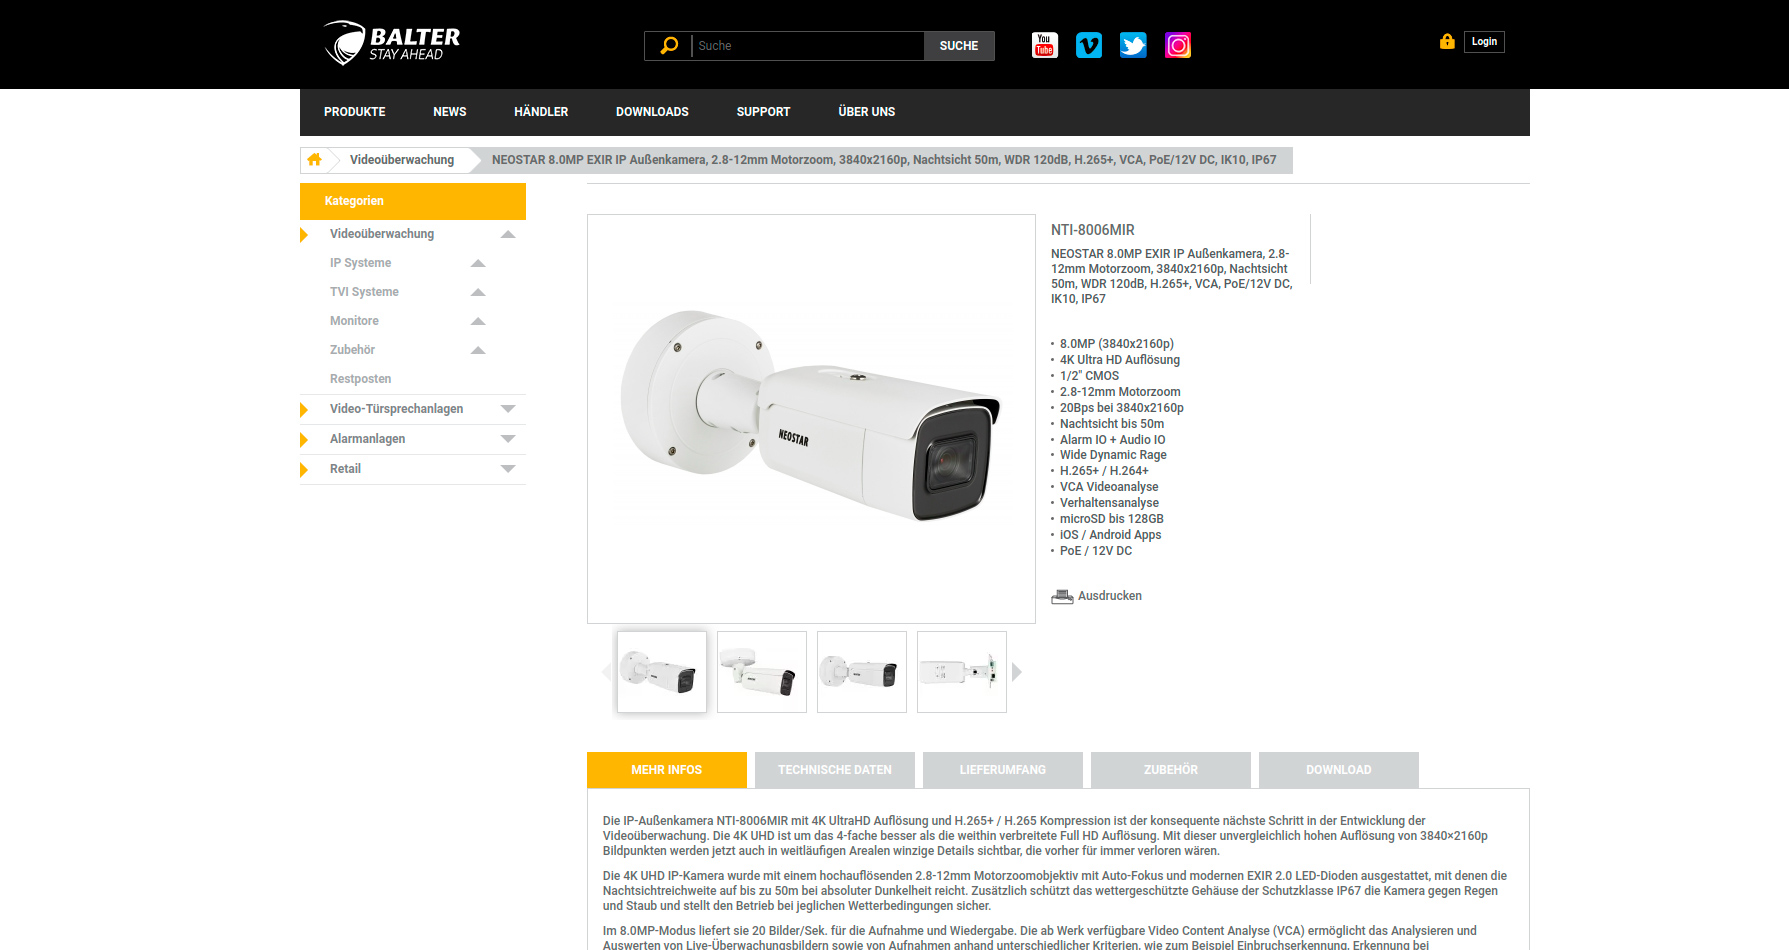 BALTER
STAY AHEAD
Suche
SUCHE
You
Tube
Login
PRODUKTE
NEWS
HÄNDLER
DOWNLOADS
SUPPORT
ÜBER UNS
Videoüberwachung
NEOSTAR 8.0MP EXIR IP Außenkamera, 2.8-12mm Motorzoom, 3840x2160p, Nachtsicht 50m, WDR 120dB, H.265+, VCA, PoE/12V DC, IK10, IP67
Kategorien
Videoüberwachung
IP Systeme
TVI Systeme
Monitore
Zubehör
Restposten
Video-Türsprechanlagen
Alarmanlagen
Retail
NEOSTAR
NTI-8006MIR
NEOSTAR 8.0MP EXIR IP Außenkamera, 2.8-
12mm Motorzoom, 3840x2160p, Nachtsicht
50m, WDR 120dB, H.265+, VCA, PoE/12V DC,
IK10, IP67
• 8.0MP (3840x2160p)
• 4K Ultra HD Auflösung
• 1/2" CMOS
• 2.8-12mm Motorzoom
• 20Bps bei 3840x2160p
• Nachtsicht bis 50m
• Alarm IO + Audio IO
• Wide Dynamic Rage
• H.265+ / H.264+
• VCA Videoanalyse
• Verhaltensanalyse
• microSD bis 128GB
• iOS / Android Apps
• PoE / 12V DC
Ausdrucken
MEHR INFOS
TECHNISCHE DATEN
LIEFERUMFANG
ZUBEHÖR
DOWNLOAD
Die IP-Außenkamera NTI-8006MIR mit 4K UltraHD Auflösung und H.265+ / H.265 Kompression ist der konsequente nächste Schritt in der Entwicklung der
Videoüberwachung. Die 4K UHD ist um das 4-fache besser als die weithin verbreitete Full HD Auflösung. Mit dieser unvergleichlich hohen Auflösung von 3840×2160p
Bildpunkten werden jetzt auch in weitläufigen Arealen winzige Details sichtbar, die vorher für immer verloren wären.
Die 4K UHD IP-Kamera wurde mit einem hochauflösenden 2.8-12mm Motorzoomobjektiv mit Auto-Fokus und modernen EXIR 2.0 LED-Dioden ausgestattet, mit denen die
Nachtsichtreichweite auf bis zu 50m bei absoluter Dunkelheit reicht. Zusätzlich schützt das wettergeschützte Gehäuse der Schutzklasse IP67 die Kamera gegen Regen
und Staub und stellt den Betrieb bei jeglichen Wetterbedingungen sicher.
Im 8.0MP-Modus liefert sie 20 Bilder/Sek. für die Aufnahme und Wiedergabe. Die ab Werk verfügbare Video Content Analyse (VCA) ermöglicht das Analysieren und
Auswerten von Live-Überwachungsbildern sowie von Aufnahmen anhand unterschiedlicher Kriterien, wie zum Beispiel Einbruchserkennung, Erkennung bei